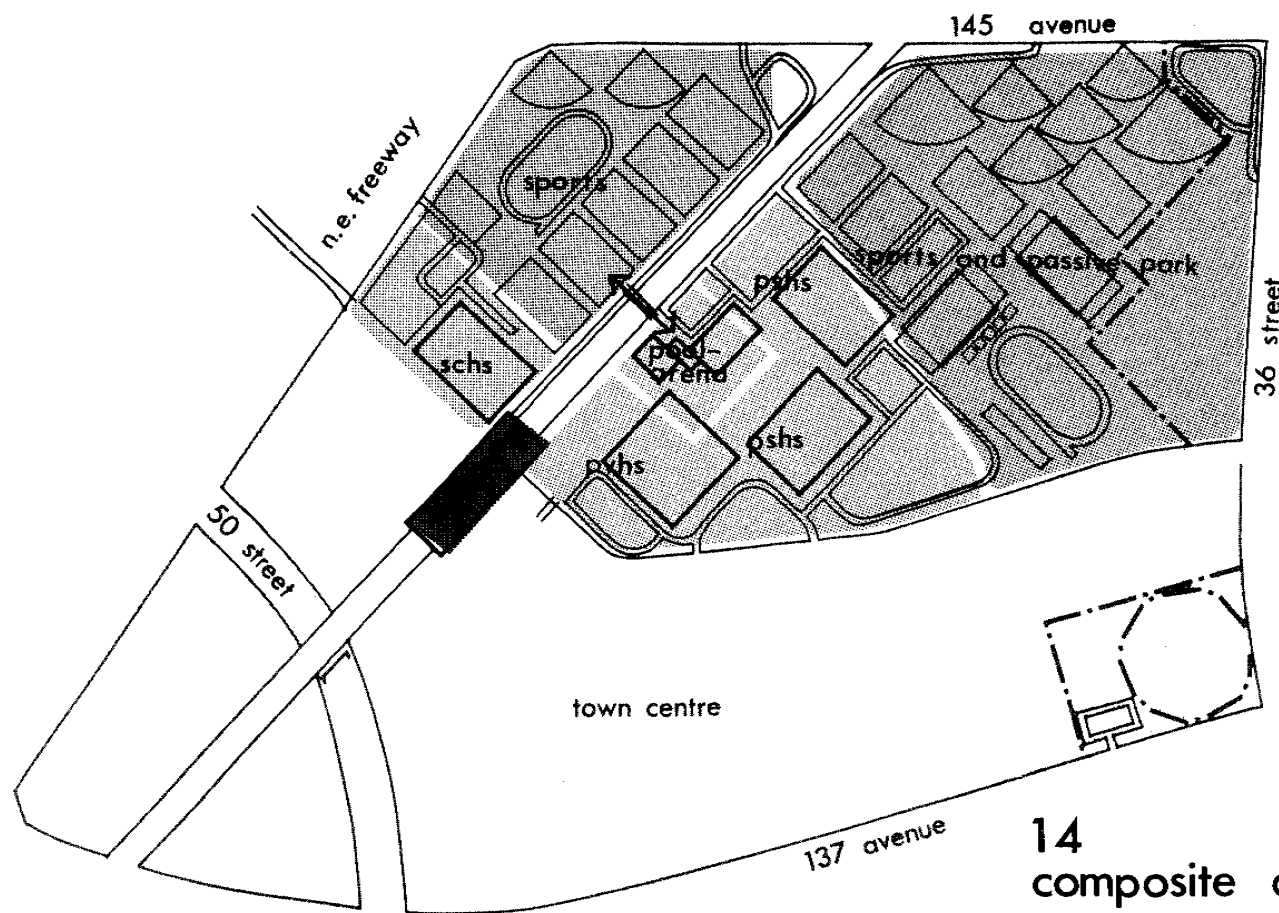 145 avenue
n.e. freeway
sports
sports and passive park
pshs
36 street
schs
pool-
arena
pshs
pshs
50 street
town centre
137 avenue
14
composite